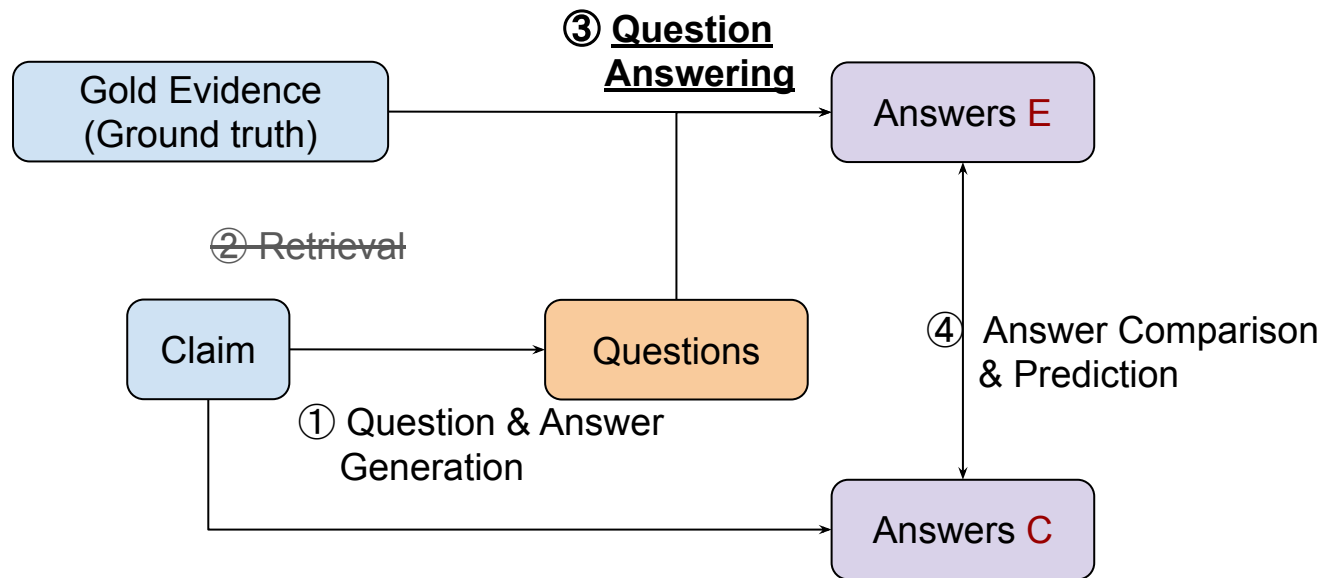 ③ Question
Answering
Gold Evidence
(Ground truth)
Answers E
② Retrieval
Claim
Questions
④ Answer Comparison
& Prediction
① Question & Answer
Generation
Answers C